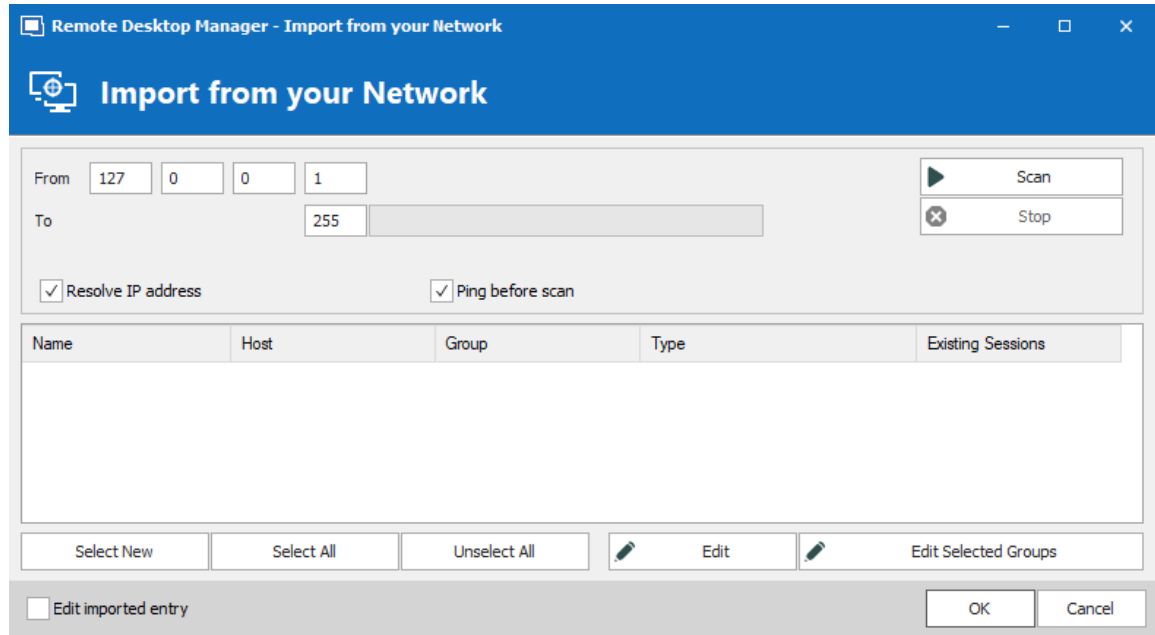 Remote Desktop Manager - Import from your Network
Import from your Network
From 127 0 0 1 Scan
To 255 Stop
Resolve IP address Ping before scan
Name Host Group Type Existing Sessions
Select New Select All Unselect All Edit Edit Selected Groups
Edit imported entry OK Cancel